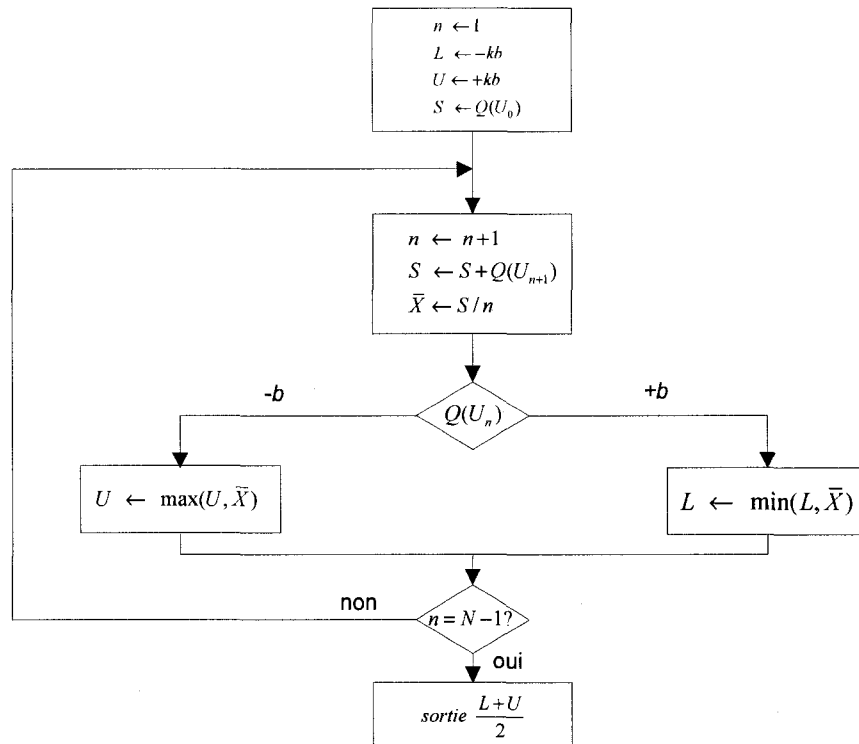 n ← 1
L ← -kb
U ← +kb
S ← Q(U₀)
n ← n+1
S ← S+Q(Uₙ₊₁)
X̄ ← S/n
-b
Q(Uₙ)
+b
U ← max(U, X̄)
L ← min(L, X̄)
non
n = N-1?
oui
sortie (L+U)/2